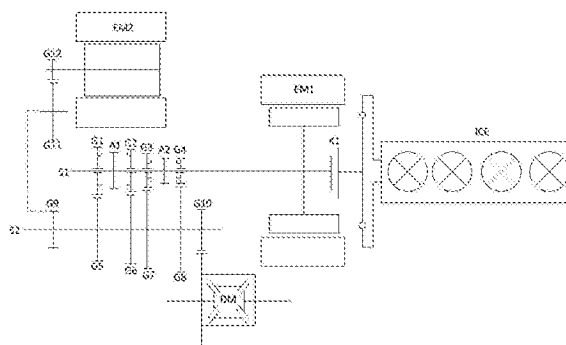 EM2
G12
EM1
ICE
K1
G11
G1 A1 G2 G3 A2 G4
S1
G9
G10
S2
G5 G6 G7 G8
DM